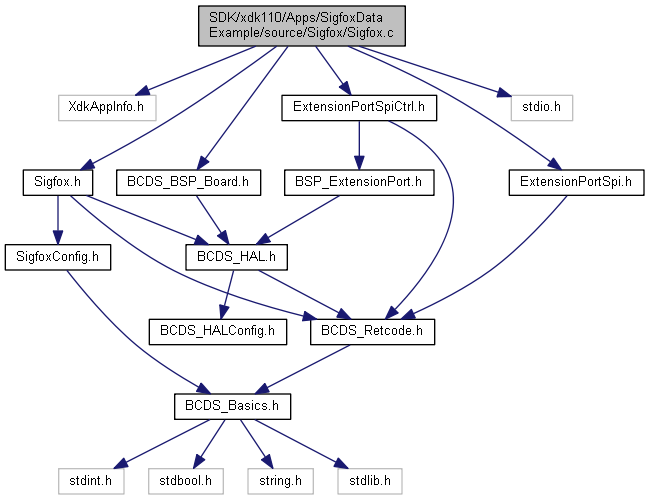 SDK/xdk110/Apps/SigfoxData
Example/source/Sigfox/Sigfox.c
XdkAppInfo.h
ExtensionPortSpiCtrl.h
stdio.h
Sigfox.h
BCDS_BSP_Board.h
BSP_ExtensionPort.h
ExtensionPortSpi.h
SigfoxConfig.h
BCDS_HAL.h
BCDS_HALConfig.h
BCDS_Retcode.h
BCDS_Basics.h
stdint.h
stdbool.h
string.h
stdlib.h